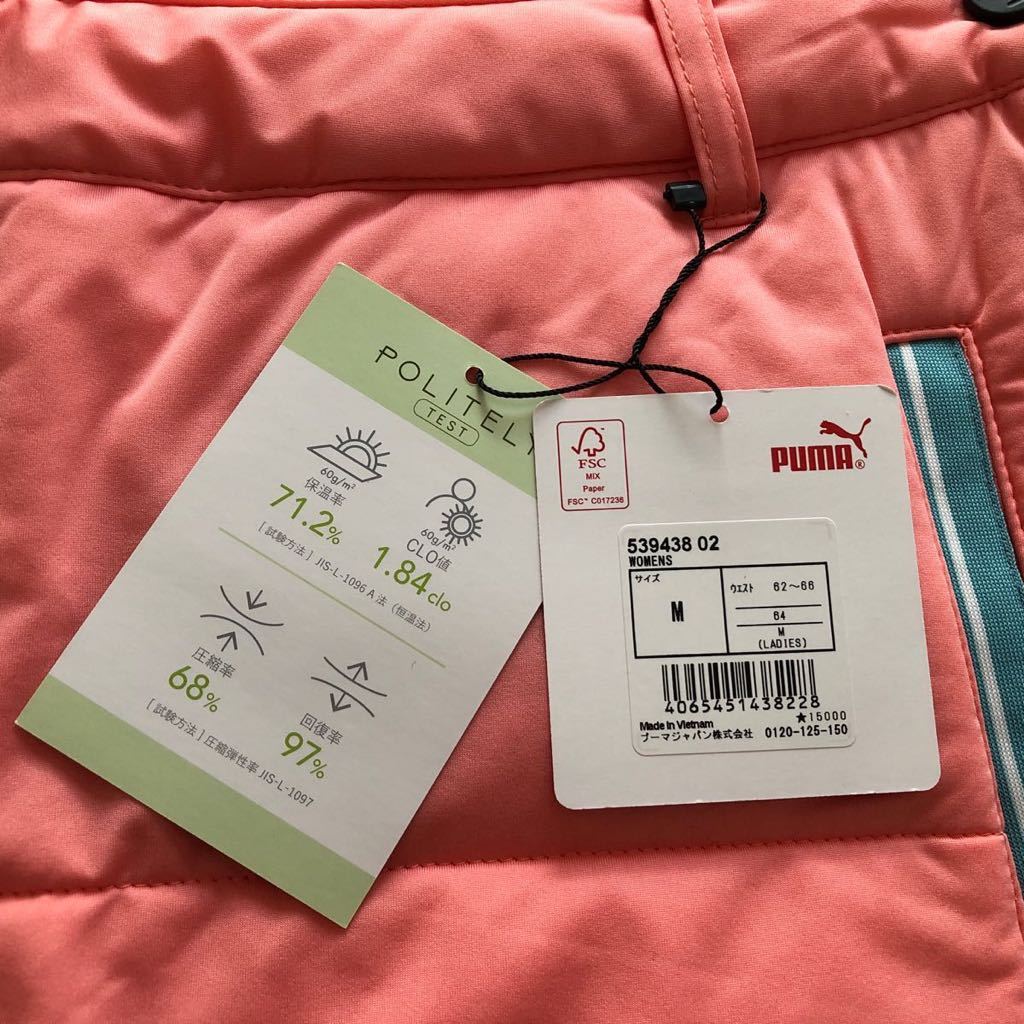 POLITELY
TEST
60g/m²
保温率
71.2%
60g/m²
CLO値
1.84clo
[試験方法] JIS-L-1096 A法 (恒温法)
圧縮率
68%
回復率
97%
[試験方法] 圧縮弾性率 JIS-L-1097
FSC
MIX
Paper
FSC™ C017236
PUMA®
539438 02
WOMENS
サイズ
M
ウエスト 62〜66
64
M
(LADIES)
4065451438228
★15000
Made in Vietnam
プーマジャパン株式会社 0120-125-150